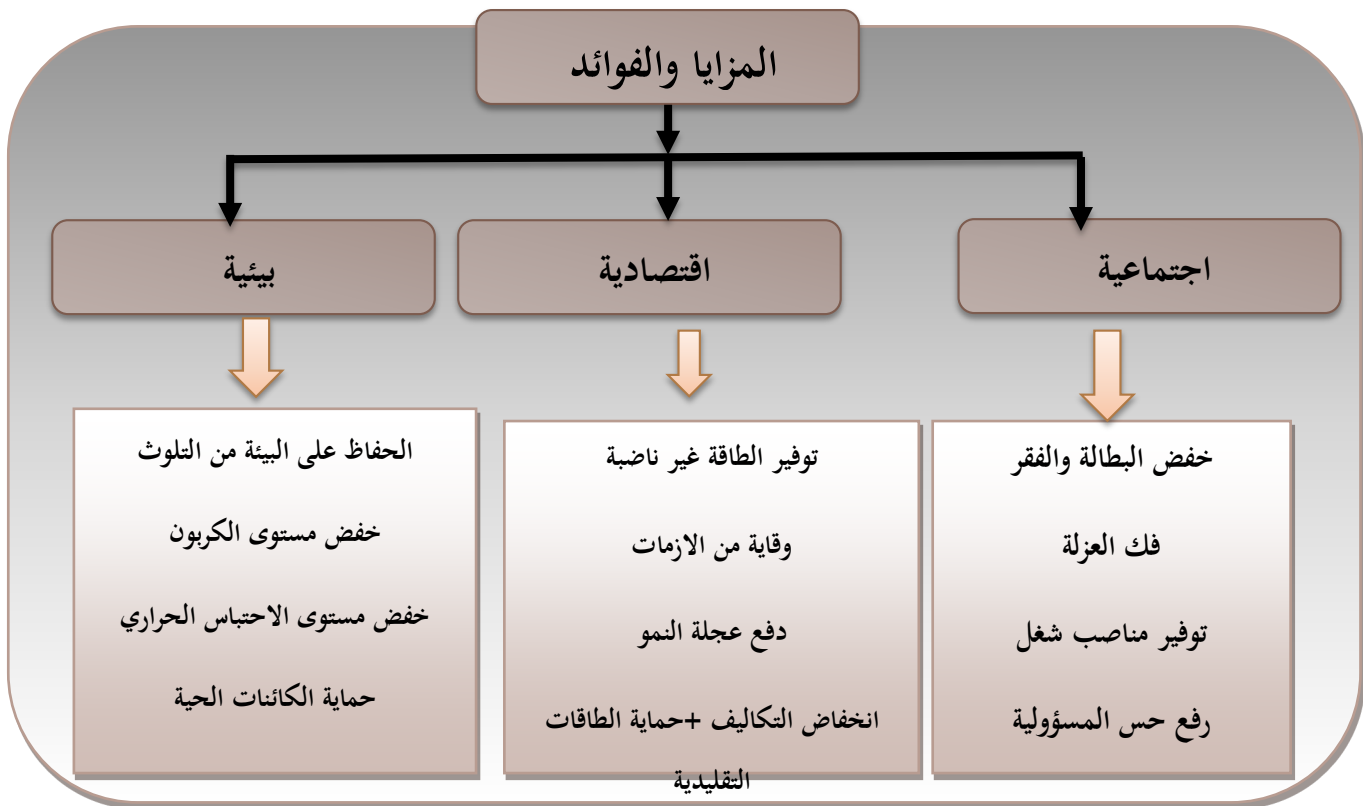 المزايا والفوائد
اجتماعية
اقتصادية
بيئية
خفض البطالة والفقر
فك العزلة
توفير مناصب شغل
رفع حس المسؤولية
توفير الطاقة غير ناضبة
وقاية من الازمات
دفع عجلة النمو
انخفاض التكاليف +حماية الطاقات
التقليدية
الحفاظ على البيئة من التلوث
خفض مستوى الكربون
خفض مستوى الاحتباس الحراري
حماية الكائنات الحية